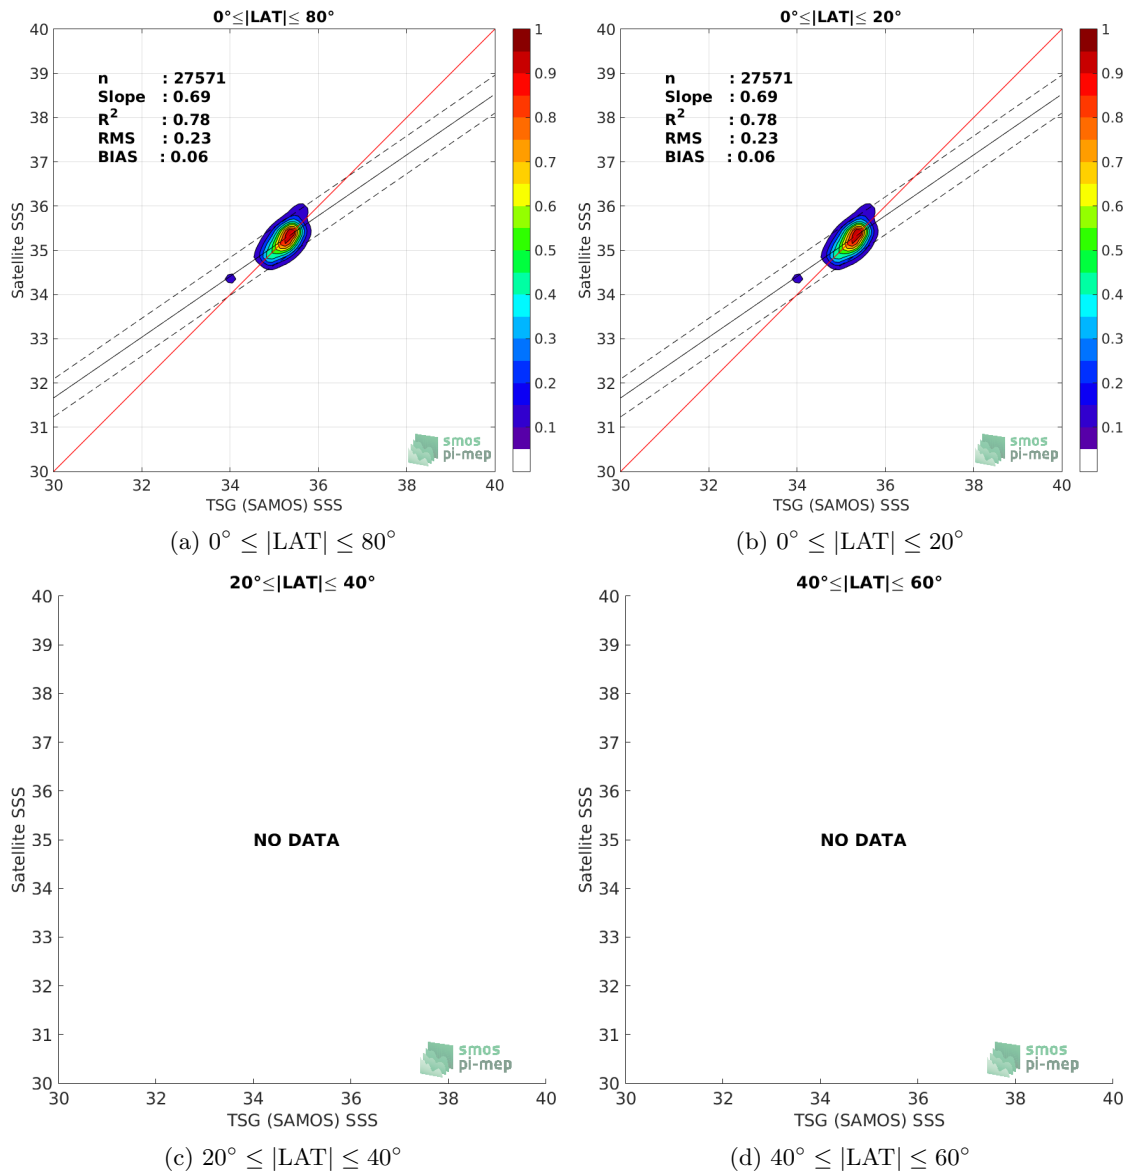 0°≤|LAT|≤ 80°
40
39
38
37
36
35
34
33
32
31
30
Satellite SSS
n : 27571
Slope : 0.69
R² : 0.78
RMS : 0.23
BIAS : 0.06
1
0.9
0.8
0.7
0.6
0.5
0.4
0.3
0.2
0.1
smos
pi-mep
30 32 34 36 38 40
TSG (SAMOS) SSS
(a) 0° ≤ |LAT| ≤ 80°
0°≤|LAT|≤ 20°
40
39
38
37
36
35
34
33
32
31
30
Satellite SSS
n : 27571
Slope : 0.69
R² : 0.78
RMS : 0.23
BIAS : 0.06
1
0.9
0.8
0.7
0.6
0.5
0.4
0.3
0.2
0.1
smos
pi-mep
30 32 34 36 38 40
TSG (SAMOS) SSS
(b) 0° ≤ |LAT| ≤ 20°
20°≤|LAT|≤ 40°
40
39
38
37
36
35
34
33
32
31
30
Satellite SSS
NO DATA
smos
pi-mep
30 32 34 36 38 40
TSG (SAMOS) SSS
(c) 20° ≤ |LAT| ≤ 40°
40°≤|LAT|≤ 60°
40
39
38
37
36
35
34
33
32
31
30
Satellite SSS
NO DATA
smos
pi-mep
30 32 34 36 38 40
TSG (SAMOS) SSS
(d) 40° ≤ |LAT| ≤ 60°